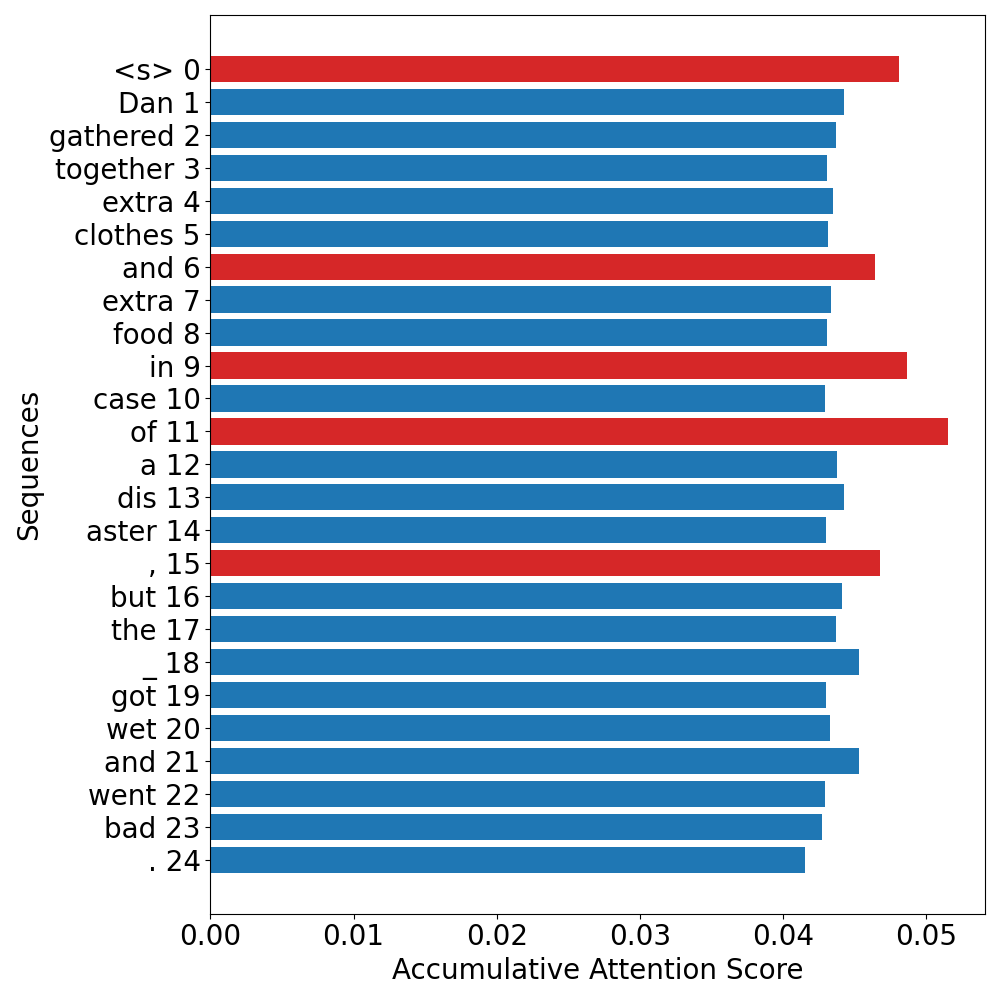 <s> 0
Dan 1
gathered 2
together 3
extra 4
clothes 5
and 6
extra 7
food 8
in 9
case 10
of 11
a 12
dis 13
aster 14
, 15
but 16
the 17
_ 18
got 19
wet 20
and 21
went 22
bad 23
. 24
Sequences
0.00 0.01 0.02 0.03 0.04 0.05
Accumulative Attention Score